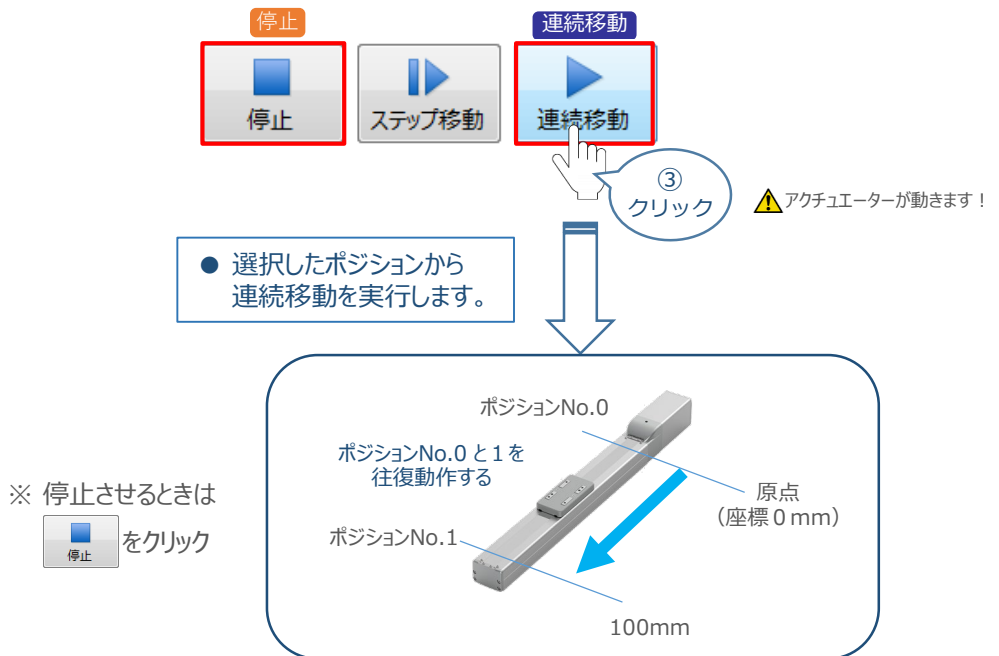 停止
連続移動
停止
ステップ移動
連続移動
③
クリック
アクチュエーターが動きます！
● 選択したポジションから
連続移動を実行します。
ポジションNo.0
ポジションNo.0 と１を
往復動作する
原点
（座標０mm）
ポジションNo.1
100mm
※ 停止させるときは
停止
をクリック